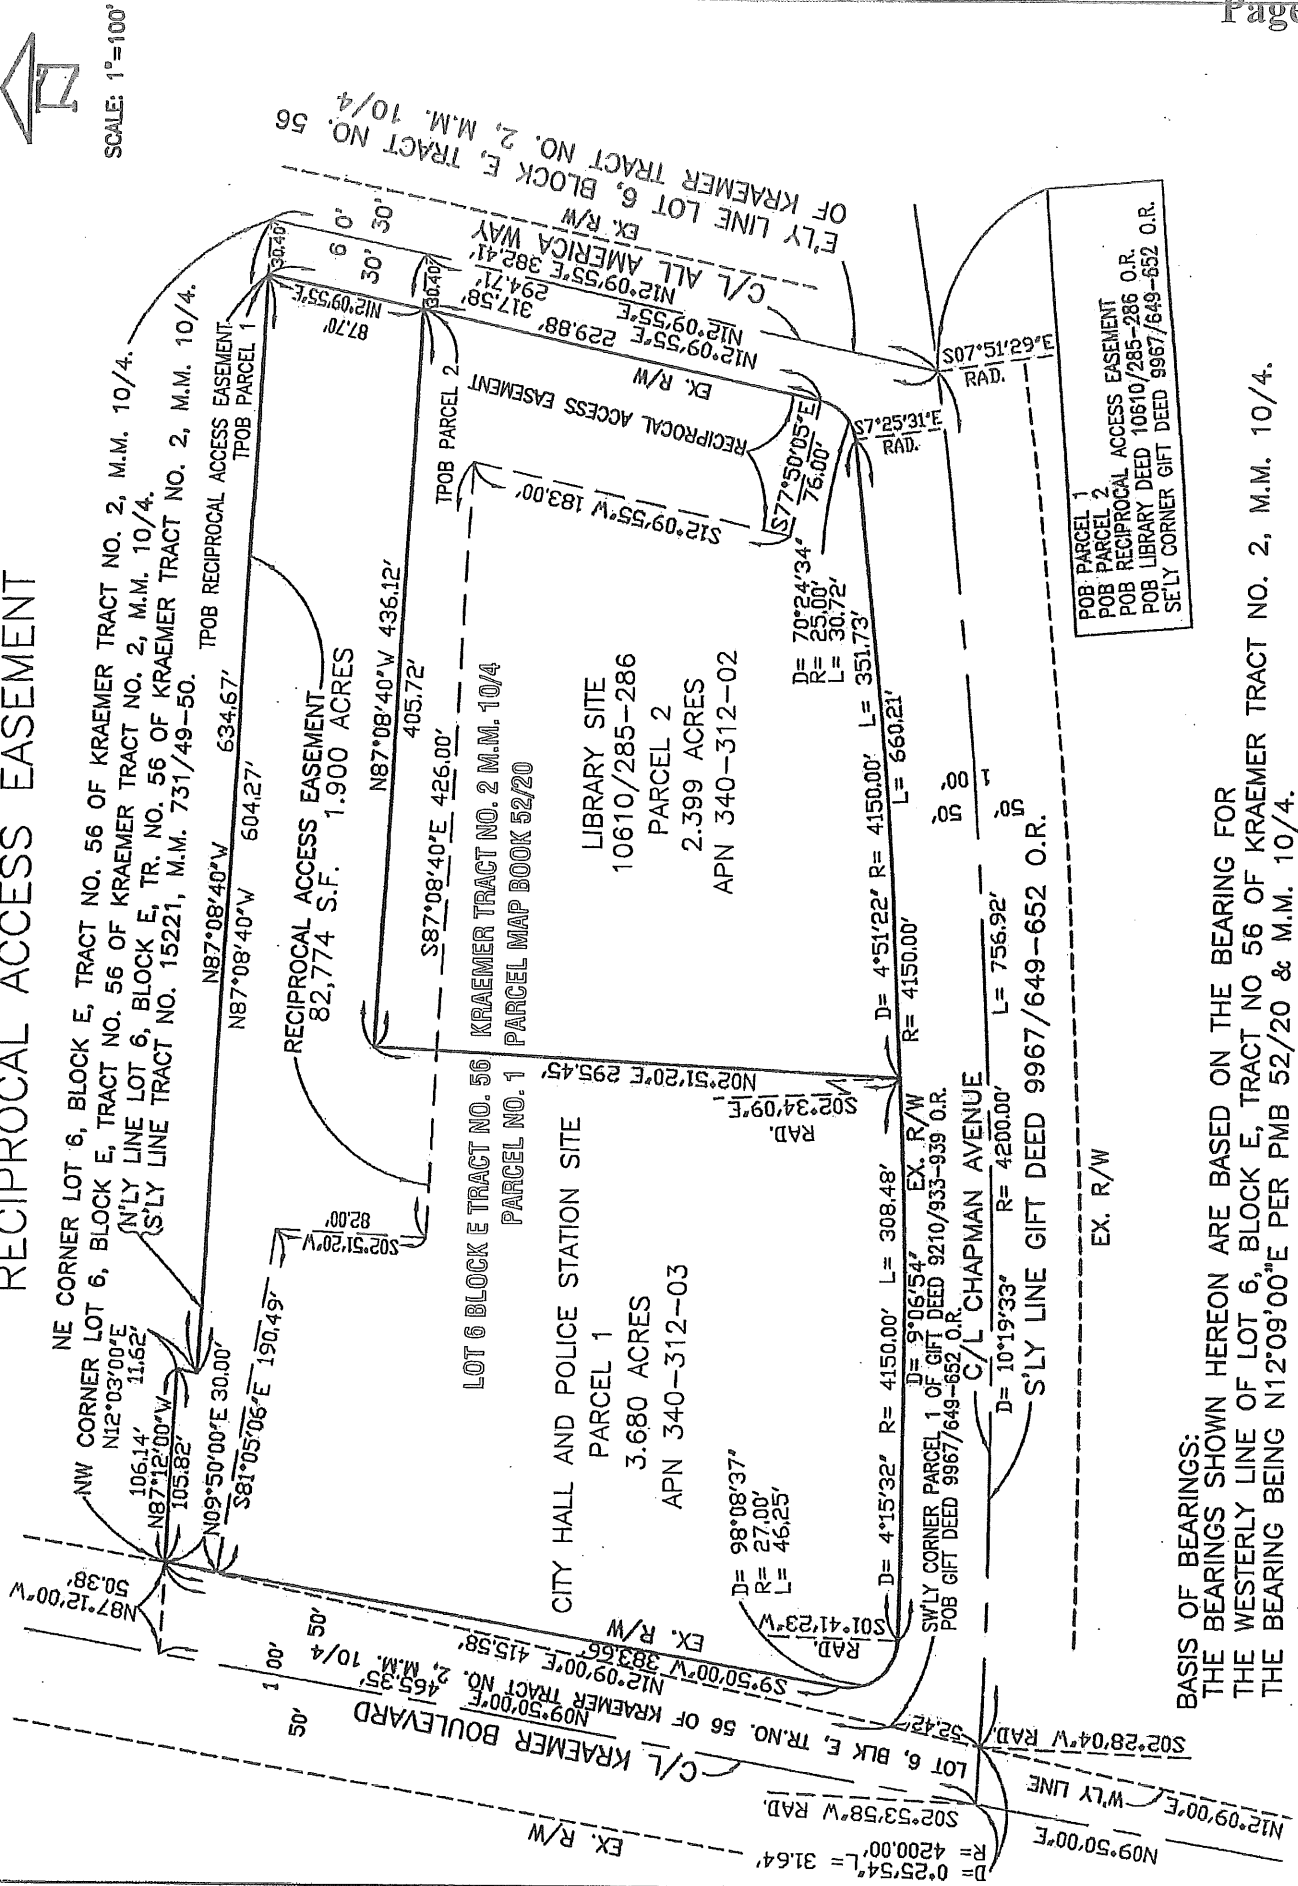 Page
SCALE: 1"=100'
RECIPROCAL ACCESS EASEMENT
NE CORNER LOT 6, BLOCK E, TRACT NO. 56 OF KRAEMER TRACT NO. 2, M.M. 10/4.
NW CORNER LOT 6, BLOCK E, TRACT NO. 56 OF KRAEMER TRACT NO. 2, M.M. 10/4.
N'LY LINE LOT 6, BLOCK E, TR. NO. 56 OF KRAEMER TRACT NO. 2, M.M. 10/4.
S'LY LINE TRACT NO. 15221, M.M. 731/49-50.
N12°03'00"E
11.62'
106.14'
N87°12'00"W
105.82'
N09°50'00"E 30.00'
S81°05'06"E 190.49'
N87°12'00"W
50.38'
N87°08'40"W 634.67'
N87°08'40"W 604.27'
TPOB RECIPROCAL ACCESS EASEMENT
TPOB PARCEL 1
RECIPROCAL ACCESS EASEMENT
82,774 S.F. 1.900 ACRES
30.40'
6 0'
30'
30'
87.70'
N12°09'55"E
30.40'
TPOB PARCEL 2
E'LY LINE LOT 6, BLOCK E, TRACT NO. 56
OF KRAEMER TRACT NO. 2, M.M. 10/4
EX. R/W
C/L ALL AMERICA WAY
N12°09'55"E 382.41'
294.71'
N12°09'55"E
317.58'
N12°09'55"E
N12°09'55"E 229.88'
EX. R/W
RECIPROCAL ACCESS EASEMENT
N87°08'40"W 436.12'
405.72'
S87°08'40"E 426.00'
S02°51'20"W
82.00'
S12°09'55"W 183.00'
S77°50'05"E
76.00'
S7°25'31"E
RAD.
S07°51'29"E
RAD.
LOT 6 BLOCK E TRACT NO. 56 KRAEMER TRACT NO. 2 M.M. 10/4
PARCEL NO. 1 PARCEL MAP BOOK 52/20
LIBRARY SITE
10610/285-286
PARCEL 2
2.399 ACRES
APN 340-312-02
N02°51'20"E 295.45'
S02°34'09"E
RAD.
CITY HALL AND POLICE STATION SITE
PARCEL 1
3.680 ACRES
APN 340-312-03
D= 70°24'34"
R= 25.00'
L= 30.72'
D= 98°08'37"
R= 27.00'
L= 46.25'
S01°41'23"W
RAD.
D= 4°15'32" R= 4150.00' L= 308.48'
D= 4°51'22" R= 4150.00' L= 351.73'
D= 9°06'54"
R= 4150.00'
L= 660.21'
EX. R/W
SW'LY CORNER PARCEL 1 OF GIFT DEED 9210/933-939 O.R.
POB GIFT DEED 9967/649-652 O.R.
C/L CHAPMAN AVENUE
D= 10°19'33" R= 4200.00' L= 756.92'
S'LY LINE GIFT DEED 9967/649-652 O.R.
50'
1 00'
50'
EX. R/W
POB PARCEL 1
POB PARCEL 2
POB RECIPROCAL ACCESS EASEMENT
POB LIBRARY DEED 10610/285-286 O.R.
SE'LY CORNER GIFT DEED 9967/649-652 O.R.
50'
1 00'
50'
EX. R/W
S9°50'00"W 383.66'
N12°09'00"E 415.58'
LOT 6, BLK E, TR.NO. 56 OF KRAEMER TRACT NO. 2, M.M. 10/4
N09°50'00"E
465.35'
C/L KRAEMER BOULEVARD
EX. R/W
52.42'
S02°53'58"W RAD.
S02°28'04"W RAD.
D= 0°25'54"
R= 4200.00'
L= 31.64'
N09°50'00"E
W'LY LINE
N12°09'00"E
BASIS OF BEARINGS:
THE BEARINGS SHOWN HEREON ARE BASED ON THE BEARING FOR
THE WESTERLY LINE OF LOT 6, BLOCK E, TRACT NO 56 OF KRAEMER TRACT NO. 2, M.M. 10/4.
THE BEARING BEING N12°09'00"E PER PMB 52/20 & M.M. 10/4.